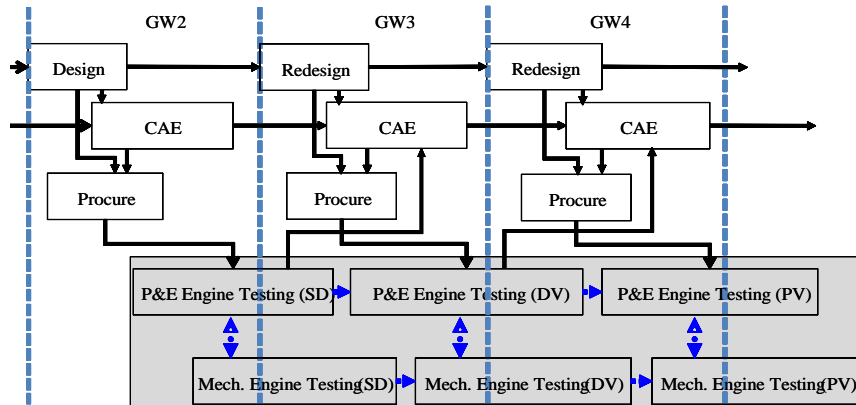 GW2 GW3 GW4
Design Redesign Redesign
CAE CAE CAE
Procure Procure Procure
P&E Engine Testing (SD) P&E Engine Testing (DV) P&E Engine Testing (PV)
Mech. Engine Testing(SD) Mech. Engine Testing(DV) Mech. Engine Testing(PV)